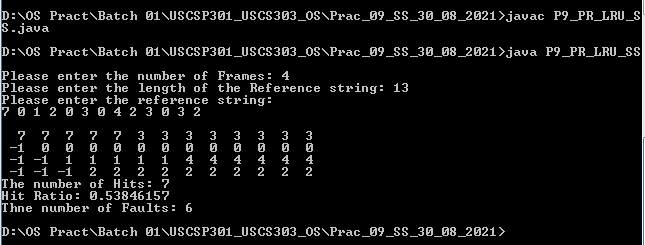 D:\OS Pract\Batch 01\USCSP301_USCS303_OS\Prac_09_SS_30_08_2021>javac P9_PR_LRU_S
S.java
D:\OS Pract\Batch 01\USCSP301_USCS303_OS\Prac_09_SS_30_08_2021>java P9_PR_LRU_SS
Please enter the number of Frames: 4
Please enter the length of the Reference string: 13
Please enter the reference string:
7 0 1 2 0 3 0 4 2 3 0 3 2
7 7 7 7 7 3 3 3 3 3 3 3 3
-1 0 0 0 0 0 0 0 0 0 0 0 0
-1 -1 1 1 1 1 1 4 4 4 4 4 4
-1 -1 -1 2 2 2 2 2 2 2 2 2 2
The number of Hits: 7
Hit Ratio: 0.53846157
Thne number of Faults: 6
D:\OS Pract\Batch 01\USCSP301_USCS303_OS\Prac_09_SS_30_08_2021>